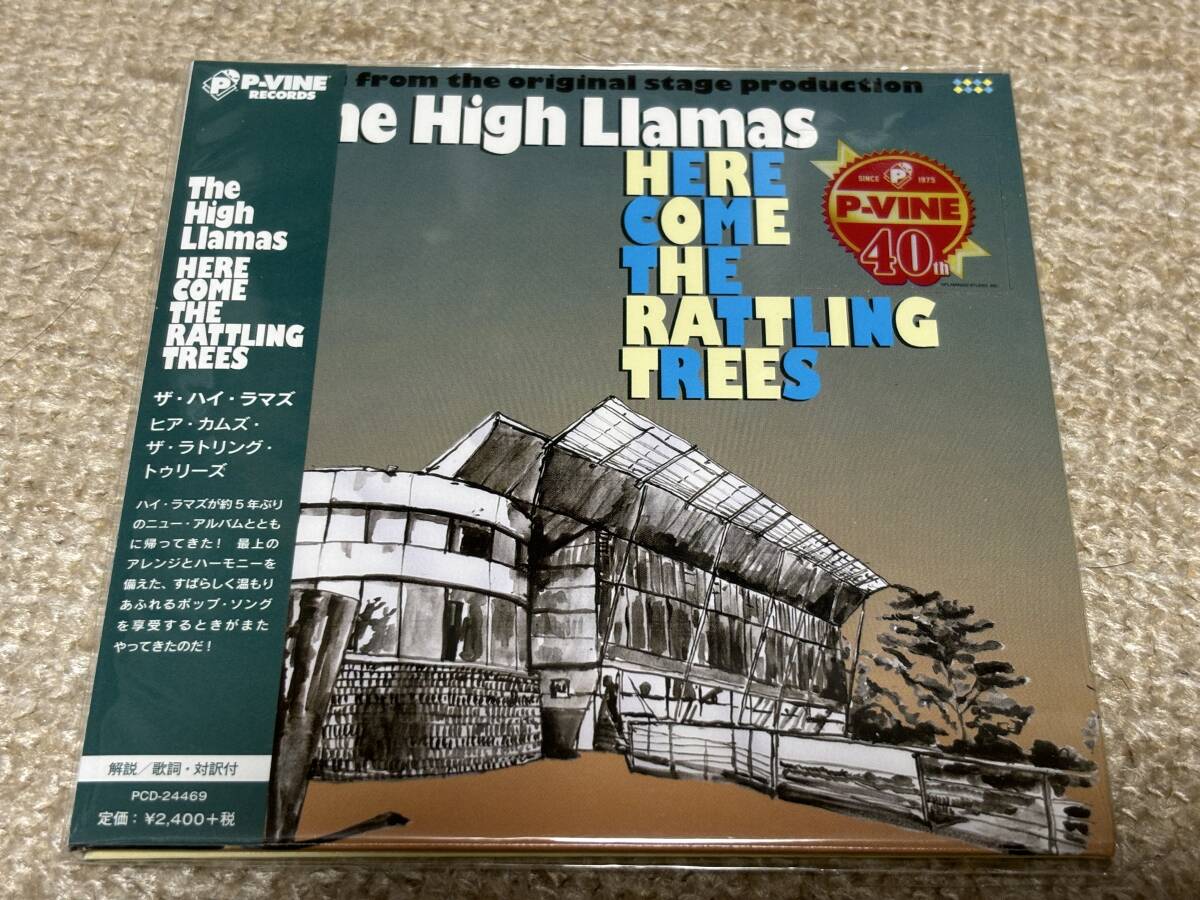 P-VINE
RECORDS
The
High
Llamas
HERE
COME
THE
RATTLING
TREES
ザ・ハイ・ラマズ
ヒア・カムズ・
ザ・ラトリング・
トゥリーズ
ハイ・ラマズが約5年ぶり
のニュー・アルバムととも
に帰ってきた! 最上の
アレンジとハーモニーを
備えた、すばらしく温もり
あふれるポップ・ソング
を享受するときがまた
やってきたのだ!
解説/歌詞・対訳付
PCD-24469
定価:¥2,400+税
from the original stage production
he High Llamas
HERE
COME
THE
RATTLING
TREES
SINCE P 1975
P-VINE
40th